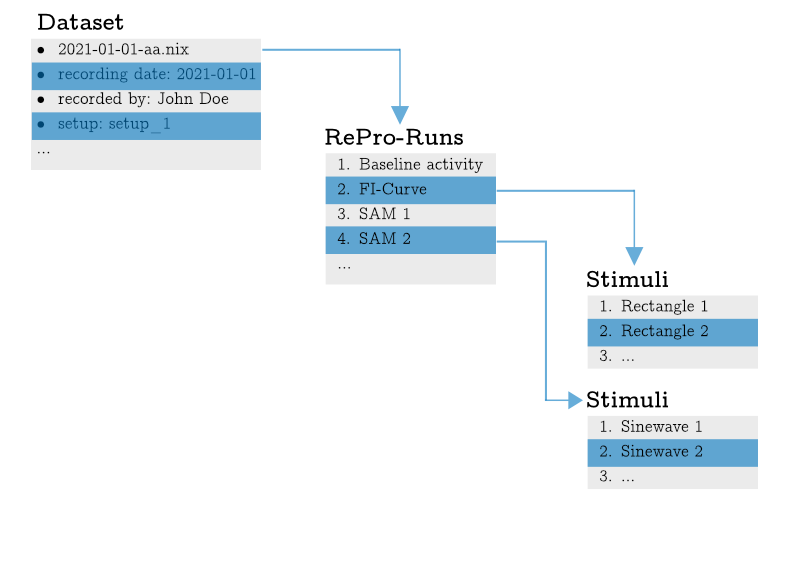 Dataset
• 2021-01-01-aa.nix
• recording date: 2021-01-01
• recorded by: John Doe
• setup: setup_1
...
RePro-Runs
1. Baseline activity
2. FI-Curve
3. SAM 1
4. SAM 2
...
Stimuli
1. Rectangle 1
2. Rectangle 2
3. ...
Stimuli
1. Sinewave 1
2. Sinewave 2
3. ...